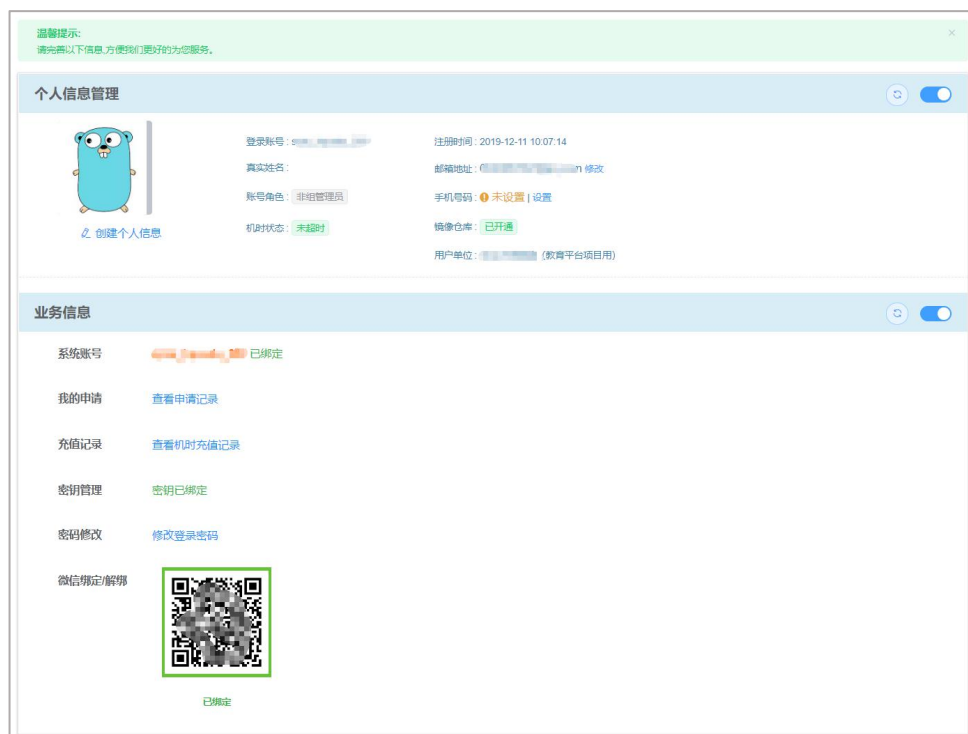 温馨提示:
请完善以下信息,方便我们更好的为您服务。
个人信息管理
登录账号 :
注册时间 : 2019-12-11 10:07:14
真实姓名 :
邮箱地址 : 修改
账号角色 : 非组管理员
手机号码 : 未设置 | 设置
机时状态 : 未超时
镜像仓库 : 已开通
创建个人信息
用户单位 : (教育平台项目用)
业务信息
系统账号 已绑定
我的申请 查看申请记录
充值记录 查看机时充值记录
密钥管理 密钥已绑定
密码修改 修改登录密码
微信绑定/解绑
已绑定